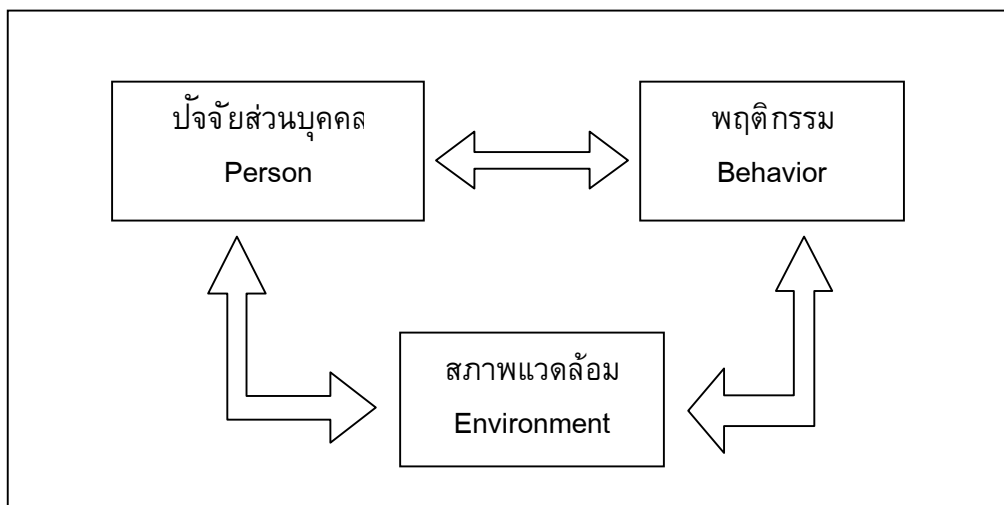 ปัจจัยส่วนบุคคล
Person
พฤติกรรม
Behavior
สภาพแวดล้อม
Environment